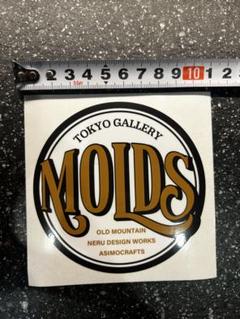 2 3 4 5 6 7 8 9 10 1 2
TOKYO GALLERY
MOLDS
OLD MOUNTAIN
NERU DESIGN WORKS
ASIMOCRAFTS